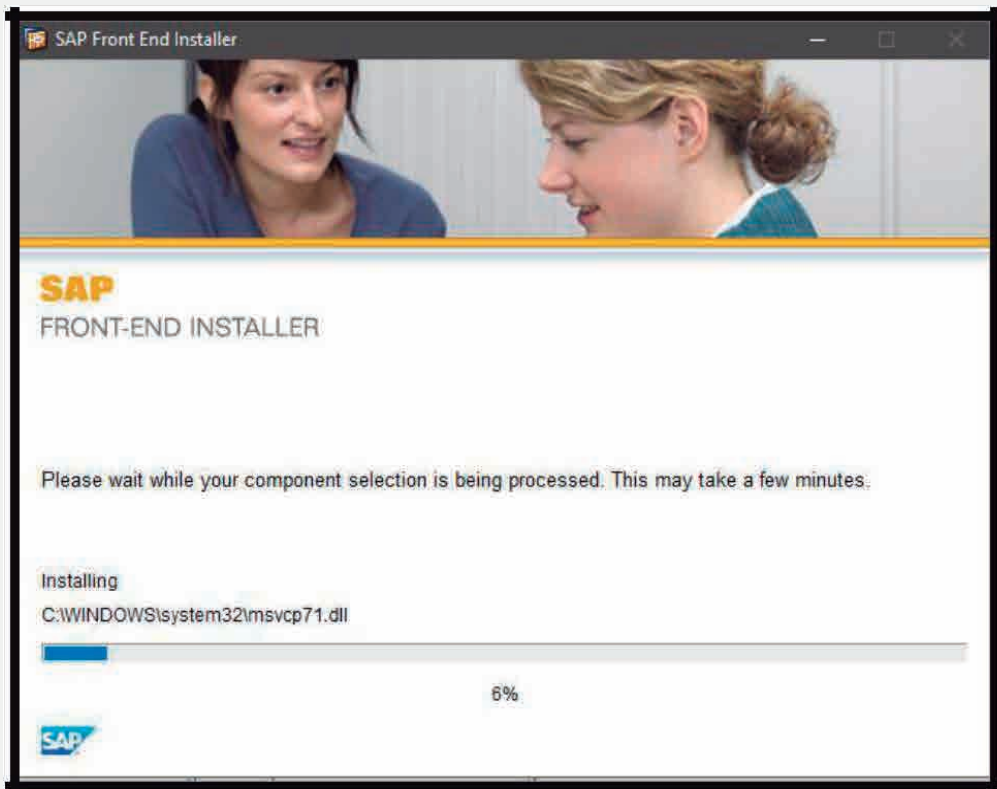 SAP Front End Installer
SAP
FRONT-END INSTALLER
Please wait while your component selection is being processed. This may take a few minutes.
Installing
C:\WINDOWS\system32\msvcp71.dll
6%
SAP